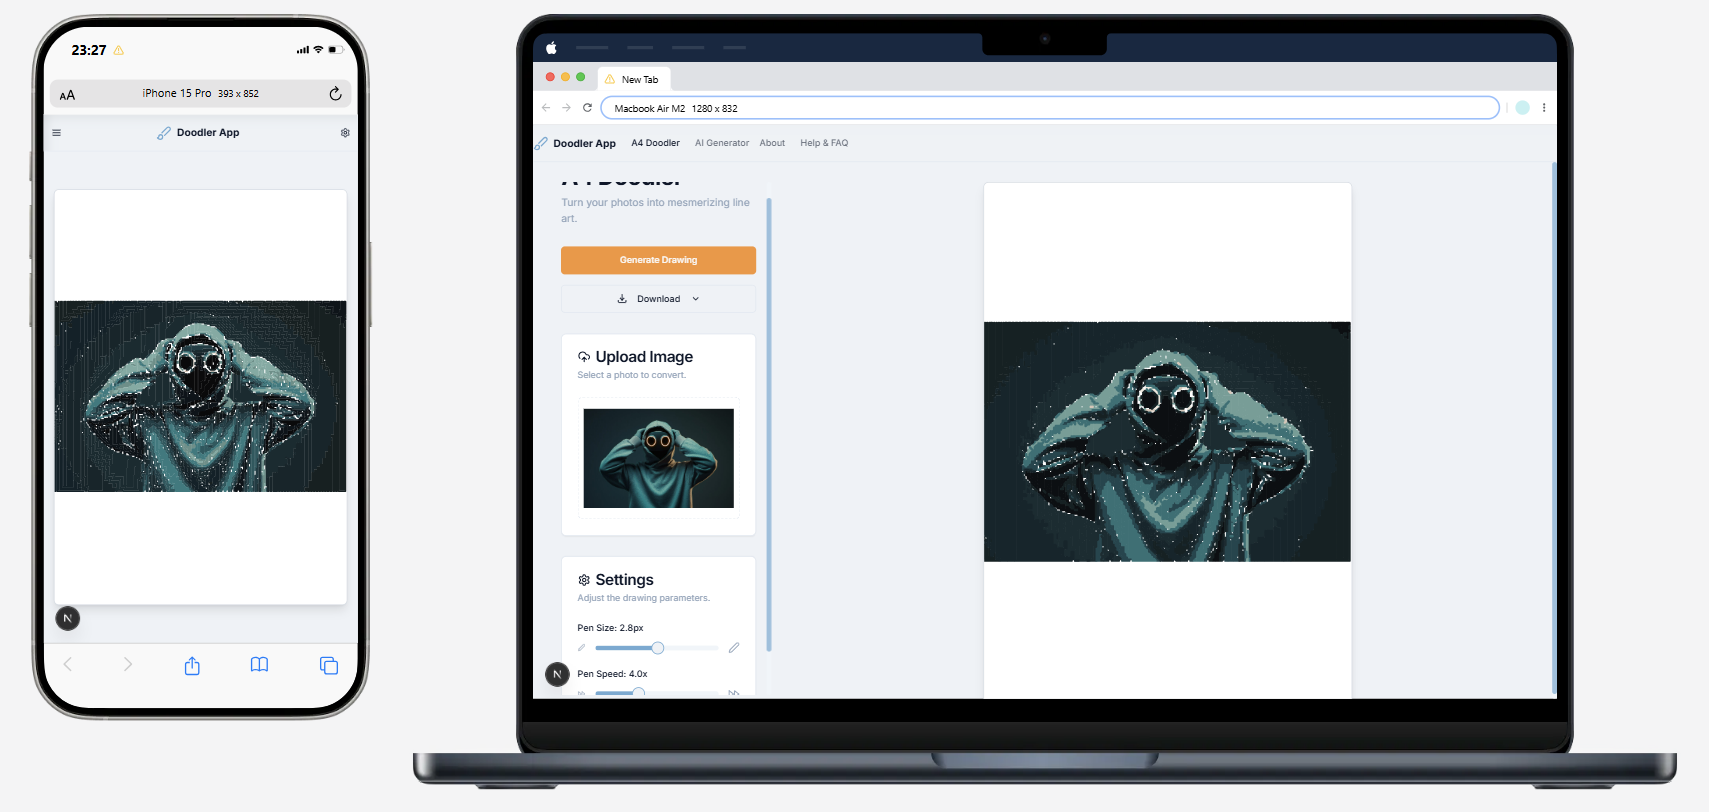 23:27
AA
iPhone 15 Pro 393 x 852
Doodler App
N
New Tab
Macbook Air M2 1280 x 832
Doodler App A4 Doodler AI Generator About Help & FAQ
A4 Doodler
Turn your photos into mesmerizing line
art.
Generate Drawing
Download
Upload Image
Select a photo to convert.
Settings
Adjust the drawing parameters.
Pen Size: 2.8px
N
Pen Speed: 4.0x